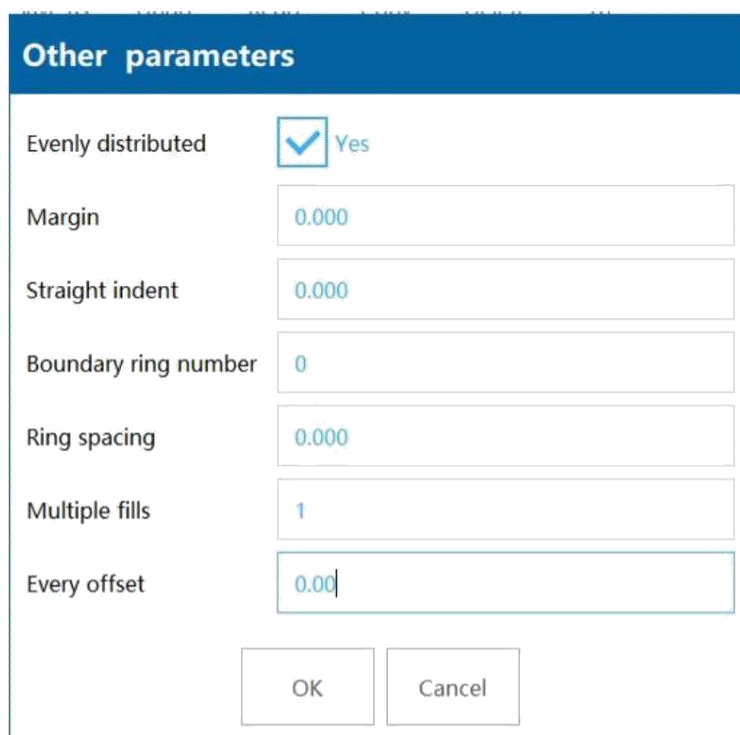 Other parameters
Evenly distributed Yes
Margin 0.000
Straight indent 0.000
Boundary ring number 0
Ring spacing 0.000
Multiple fills 1
Every offset 0.00
OK Cancel